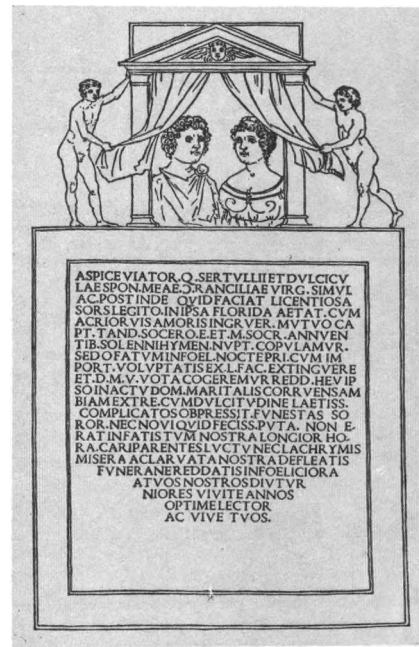 ASPICE VIATOR.Q. SERTVLLII ET DVLCICV
LAE SPON. MEAE.Ɔ.RANCILIAE VIRG. SIMVL
AC.POST INDE QVID FACIAT LICENTIOSA
SORS LEGITO.IN IPSA FLORIDA AETAT.CVM
ACRIOR VIS AMORIS INGRVER. MVTVO CA
PT.TAND.SOCERO.E.ET.M.SOCR.ANNVEN
TIB.SOLENNI HYMEN.NVPT.COPVLAMVR.
SED O FATVM INFOEL.NOCTE PRI.CVM IM
PORT.VOLVPTATIS EX.L.FAC.EXTINGVERE
ET.D.M.V.VOTA COGEREMVR REDD.HEV IP
SO IN ACTV DOM.MARITALIS CORRVENS AM
BIAM EXTRE.CVM DVLCITVDINE LAETISS.
COMPLICATOS OBPRESSIT.FVNESTAS SO
ROR.NEC NOVI QVID FECISS.PVTA. NON E-
RAT IN FATIS TVM NOSTRA LONGIOR HO-
RA.CARI PARENTES LVCTV NEC LACHRYMIS
MISERA AC LARVATA NOSTRA DEFLEATIS
FVNERA NE REDDATIS INFOELICIORA
AT VOS NOSTROS DIVTVR
NIORES VIVITE ANNOS
OPTIME LECTOR
AC VIVE TVOS.